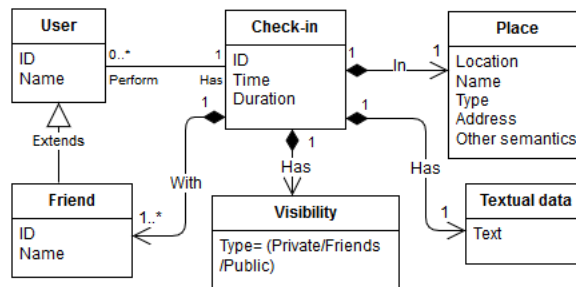 User
ID
Name
0..*
1
Perform
Has
Check-in
ID
Time
Duration
1
In
1
Place
Location
Name
Type
Address
Other semantics
Extends
1
With
1..*
Friend
ID
Name
1
Has
Visibility
Type= (Private/Friends
/Public)
1
Has
1
Textual data
Text